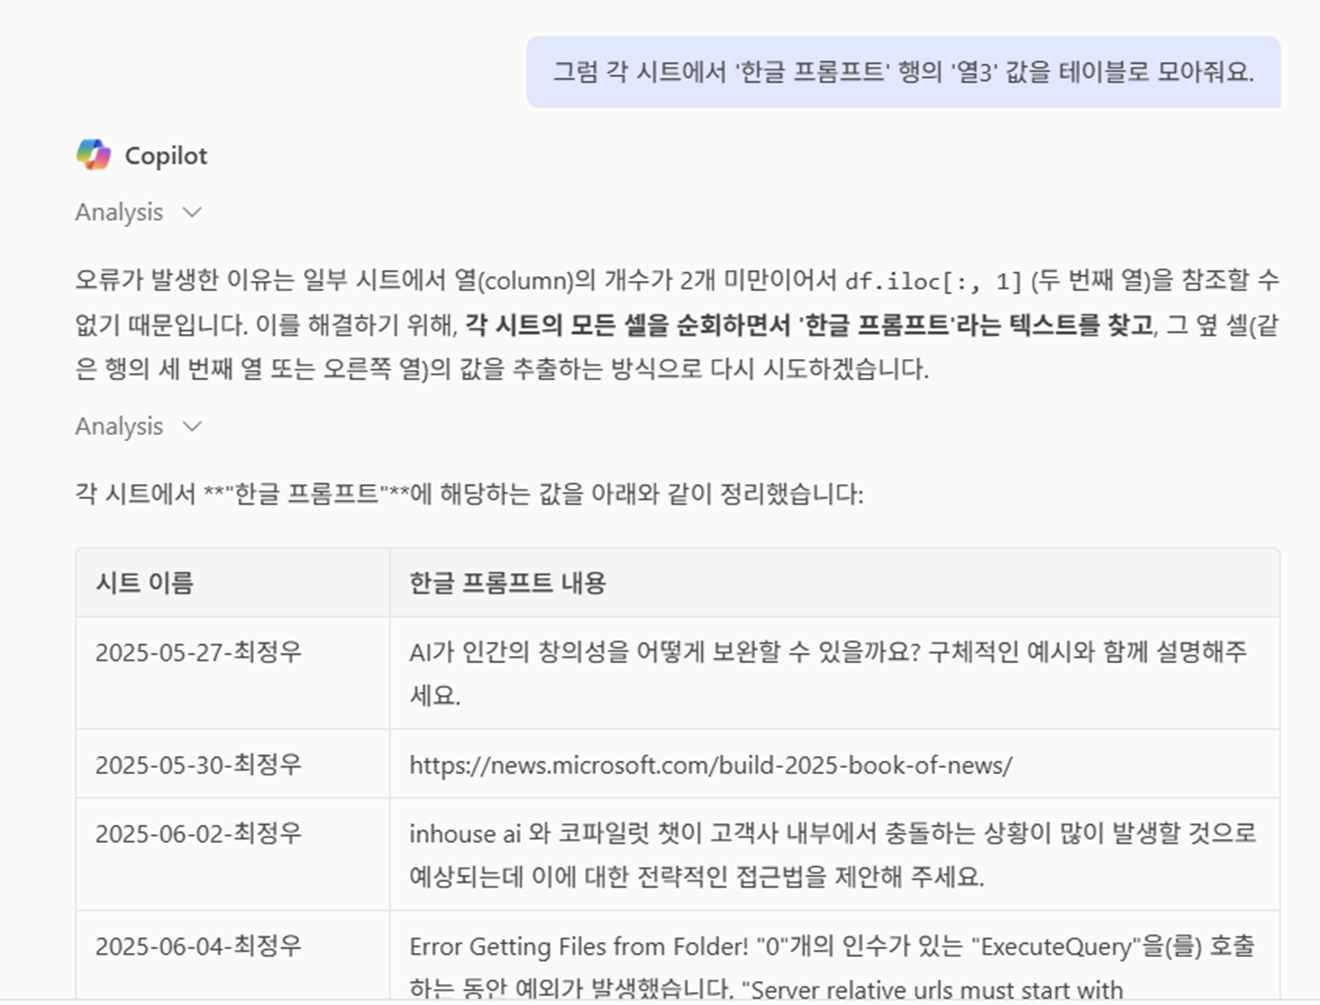 그럼 각 시트에서 '한글 프롬프트' 행의 '열3' 값을 테이블로 모아줘요.
Copilot
Analysis
오류가 발생한 이유는 일부 시트에서 열(column)의 개수가 2개 미만이어서 df.iloc[:, 1] (두 번째 열)을 참조할 수
없기 때문입니다. 이를 해결하기 위해, 각 시트의 모든 셀을 순회하면서 '한글 프롬프트'라는 텍스트를 찾고, 그 옆 셀(같
은 행의 세 번째 열 또는 오른쪽 열)의 값을 추출하는 방식으로 다시 시도하겠습니다.
Analysis
각 시트에서 **"한글 프롬프트"**에 해당하는 값을 아래와 같이 정리했습니다:
시트 이름
한글 프롬프트 내용
2025-05-27-최정우
AI가 인간의 창의성을 어떻게 보완할 수 있을까요? 구체적인 예시와 함께 설명해주
세요.
2025-05-30-최정우
https://news.microsoft.com/build-2025-book-of-news/
2025-06-02-최정우
inhouse ai 와 코파일럿 챗이 고객사 내부에서 충돌하는 상황이 많이 발생할 것으로
예상되는데 이에 대한 전략적인 접근법을 제안해 주세요.
2025-06-04-최정우
Error Getting Files from Folder! "0"개의 인수가 있는 "ExecuteQuery"을(를) 호출
하는 동안 예외가 발생했습니다. "Server relative urls must start with